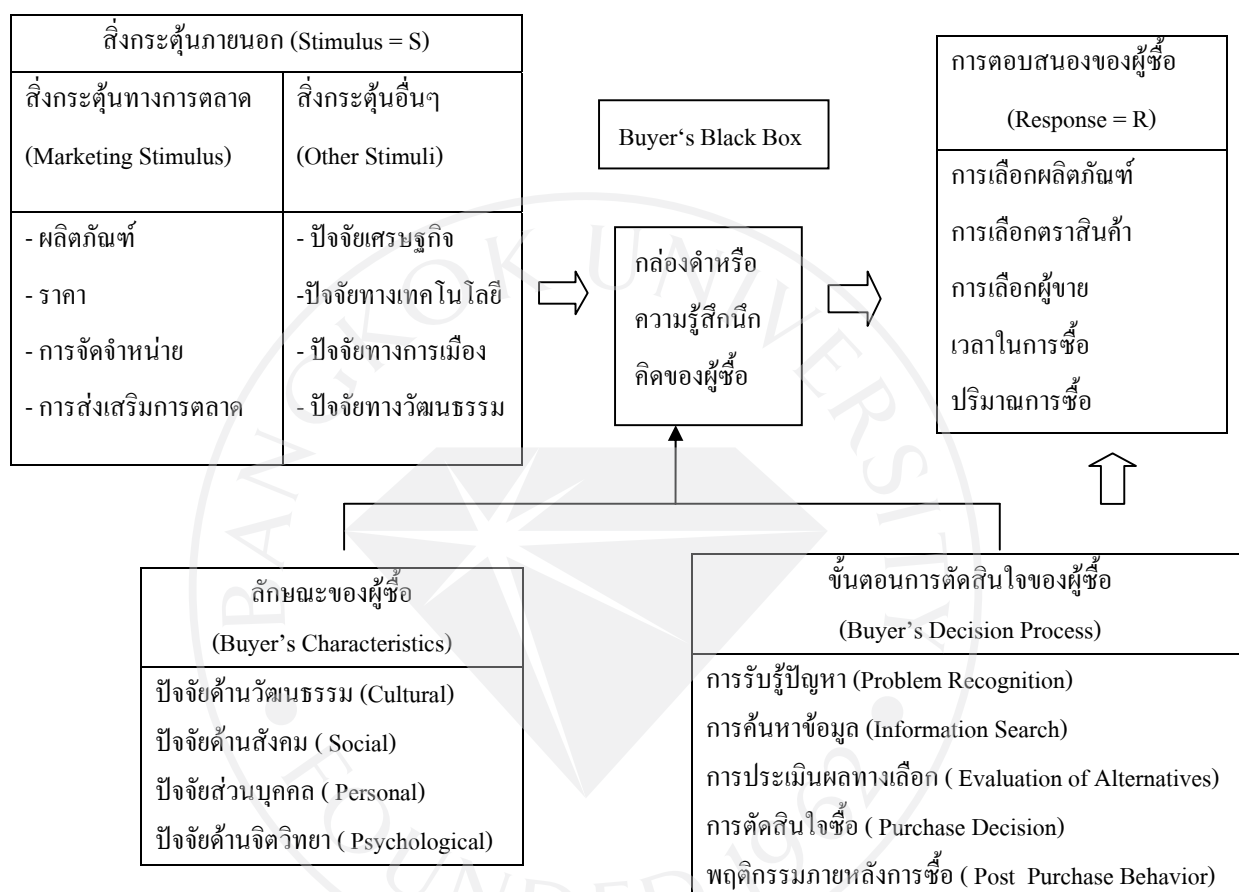 สิ่งกระตุ้นภายนอก (Stimulus = S)
สิ่งกระตุ้นทางการตลาด
(Marketing Stimulus)
สิ่งกระตุ้นอื่นๆ
(Other Stimuli)
- ผลิตภัณฑ์
- ราคา
- การจัดจำหน่าย
- การส่งเสริมการตลาด
- ปัจจัยเศรษฐกิจ
-ปัจจัยทางเทคโนโลยี
- ปัจจัยทางการเมือง
- ปัจจัยทางวัฒนธรรม
Buyer‘s Black Box
กล่องดำหรือ
ความรู้สึกนึก
คิดของผู้ซื้อ
การตอบสนองของผู้ซื้อ
(Response = R)
การเลือกผลิตภัณฑ์
การเลือกตราสินค้า
การเลือกผู้ขาย
เวลาในการซื้อ
ปริมาณการซื้อ
ลักษณะของผู้ซื้อ
(Buyer’s Characteristics)
ปัจจัยด้านวัฒนธรรม (Cultural)
ปัจจัยด้านสังคม ( Social)
ปัจจัยส่วนบุคคล ( Personal)
ปัจจัยด้านจิตวิทยา ( Psychological)
ขั้นตอนการตัดสินใจของผู้ซื้อ
(Buyer’s Decision Process)
การรับรู้ปัญหา (Problem Recognition)
การค้นหาข้อมูล (Information Search)
การประเมินผลทางเลือก ( Evaluation of Alternatives)
การตัดสินใจซื้อ ( Purchase Decision)
พฤติกรรมภายหลังการซื้อ ( Post Purchase Behavior)
BANGKOK UNIVERSITY
FOUNDED 1962